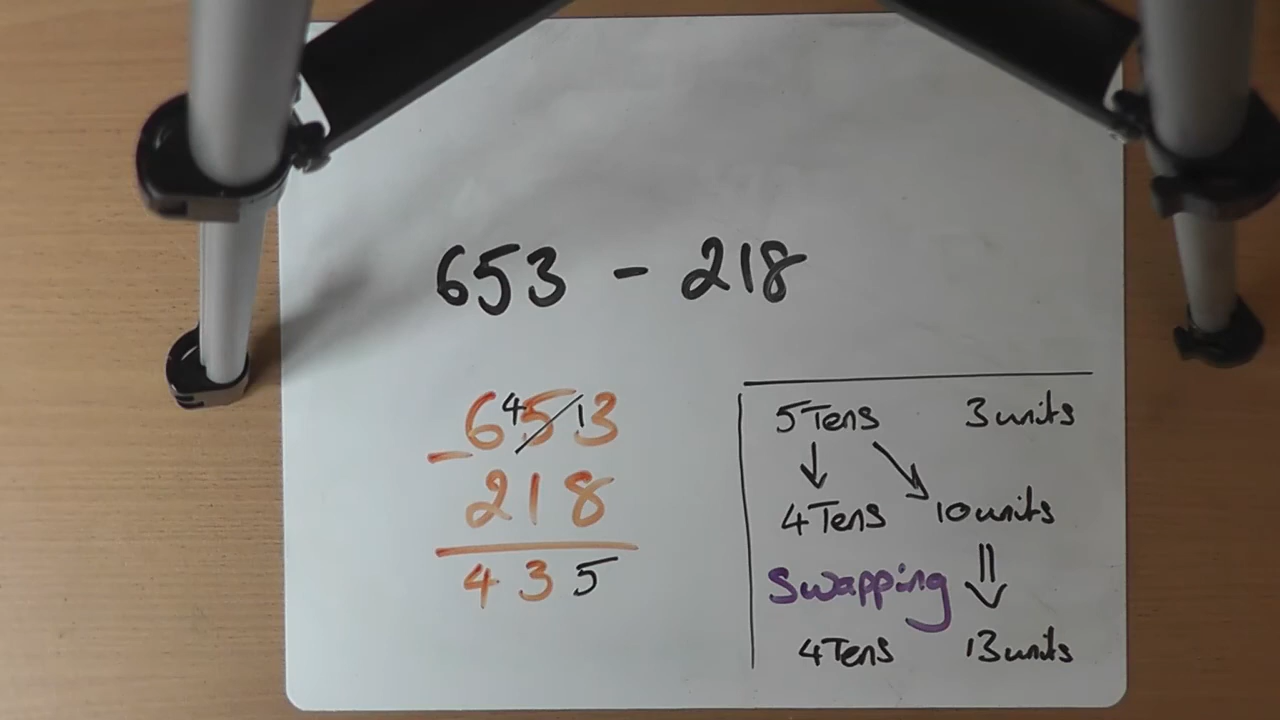 653 - 218
6 4 5 13
- 218
435
5 Tens 3 units
4 Tens 10 units
Swapping
4 Tens 13 units